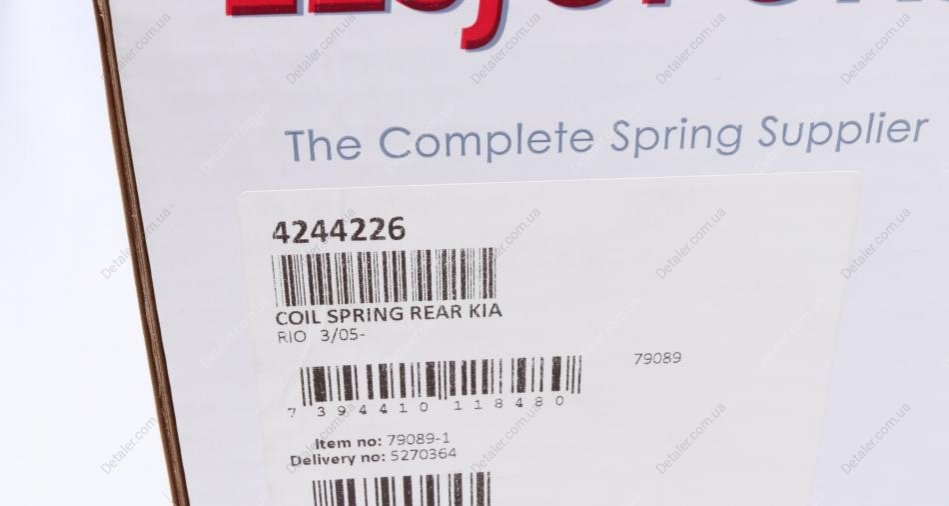 The Complete Spring Supplier
4244226
COIL SPRING REAR KIA
RIO 3/05-
79089
7 394410 118480
Item no: 79089-1
Delivery no: 5270364
Detaler.com.ua